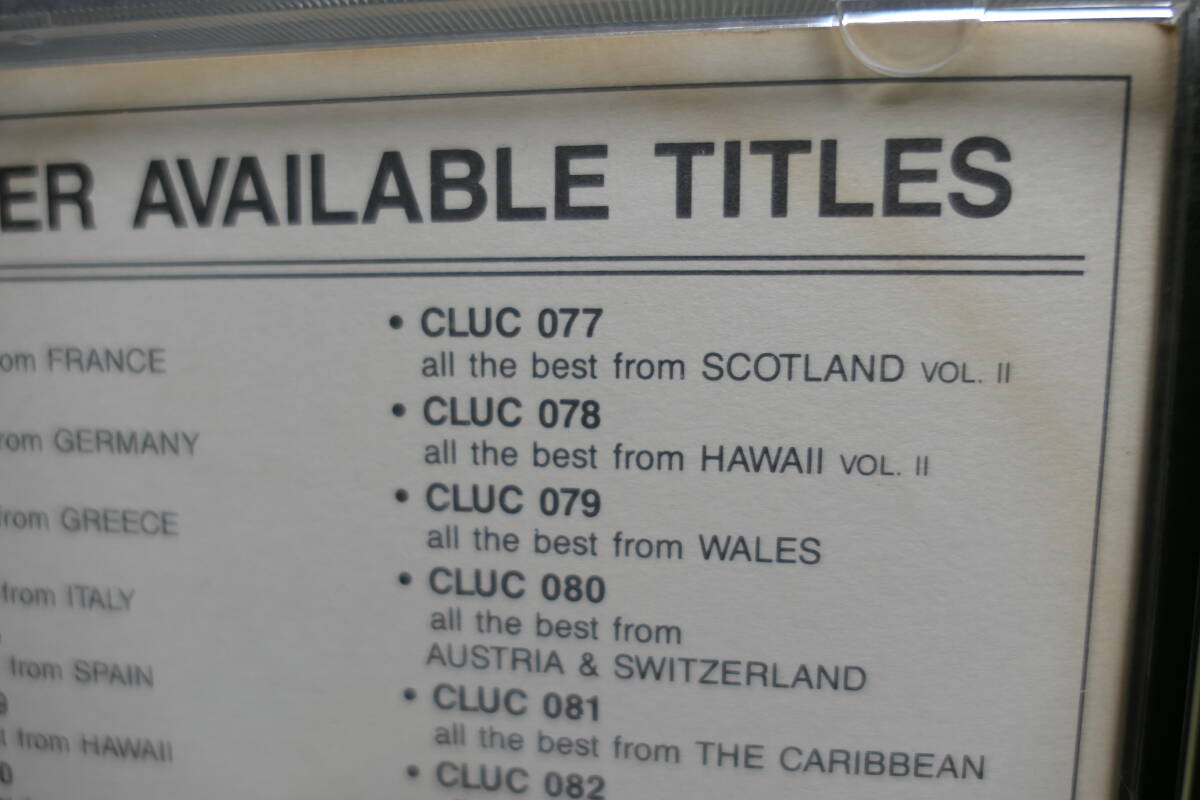 ER AVAILABLE TITLES
om FRANCE
from GERMANY
from GREECE
from ITALY
from SPAIN
from HAWAII
0
• CLUC 077
all the best from SCOTLAND VOL. II
• CLUC 078
all the best from HAWAII VOL. II
• CLUC 079
all the best from WALES
• CLUC 080
all the best from
AUSTRIA & SWITZERLAND
• CLUC 081
all the best from THE CARIBBEAN
• CLUC 082